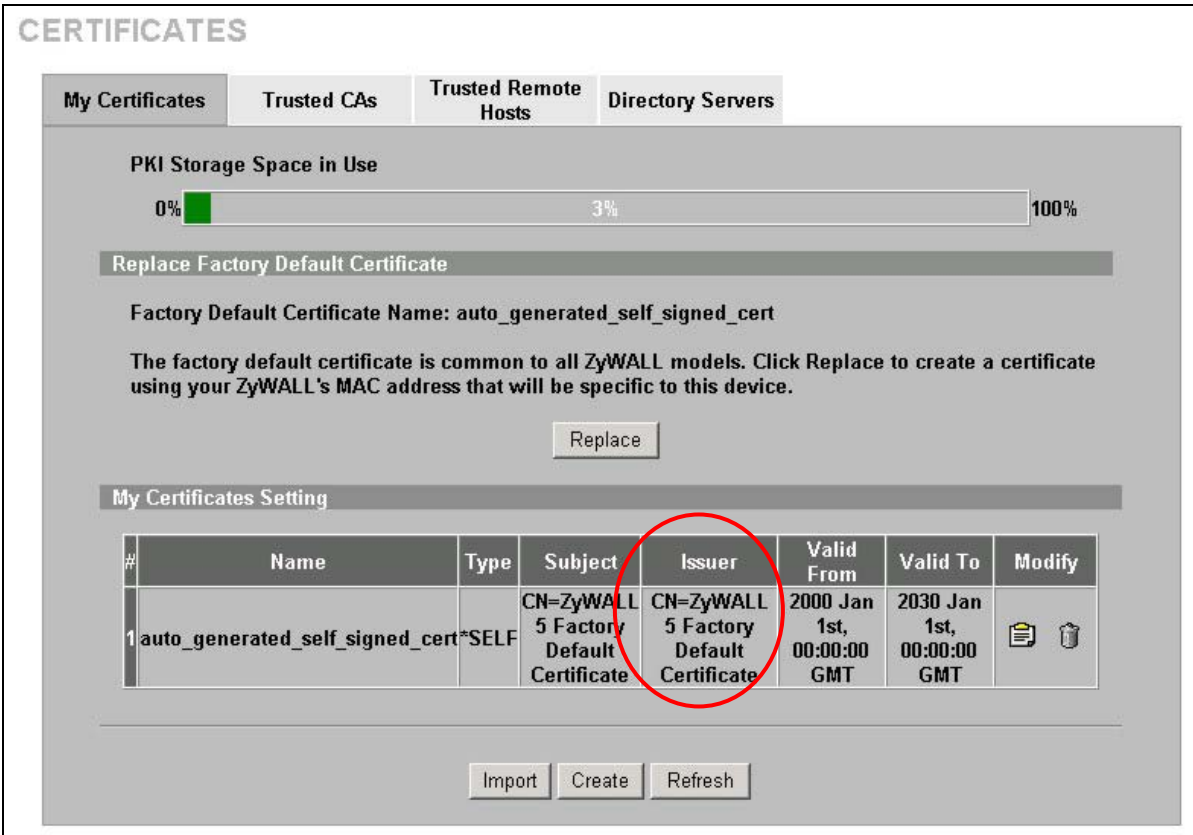 CERTIFICATES
My Certificates
Trusted CAs
Trusted Remote
Hosts
Directory Servers
PKI Storage Space in Use
0%
3%
100%
Replace Factory Default Certificate
Factory Default Certificate Name: auto_generated_self_signed_cert
The factory default certificate is common to all ZyWALL models. Click Replace to create a certificate
using your ZyWALL's MAC address that will be specific to this device.
Replace
My Certificates Setting
#
Name
Type
Subject
Issuer
Valid
From
Valid To
Modify
1
auto_generated_self_signed_cert
*SELF
CN=ZyWALL
5 Factory
Default
Certificate
CN=ZyWALL
5 Factory
Default
Certificate
2000 Jan
1st,
00:00:00
GMT
2030 Jan
1st,
00:00:00
GMT
Import
Create
Refresh